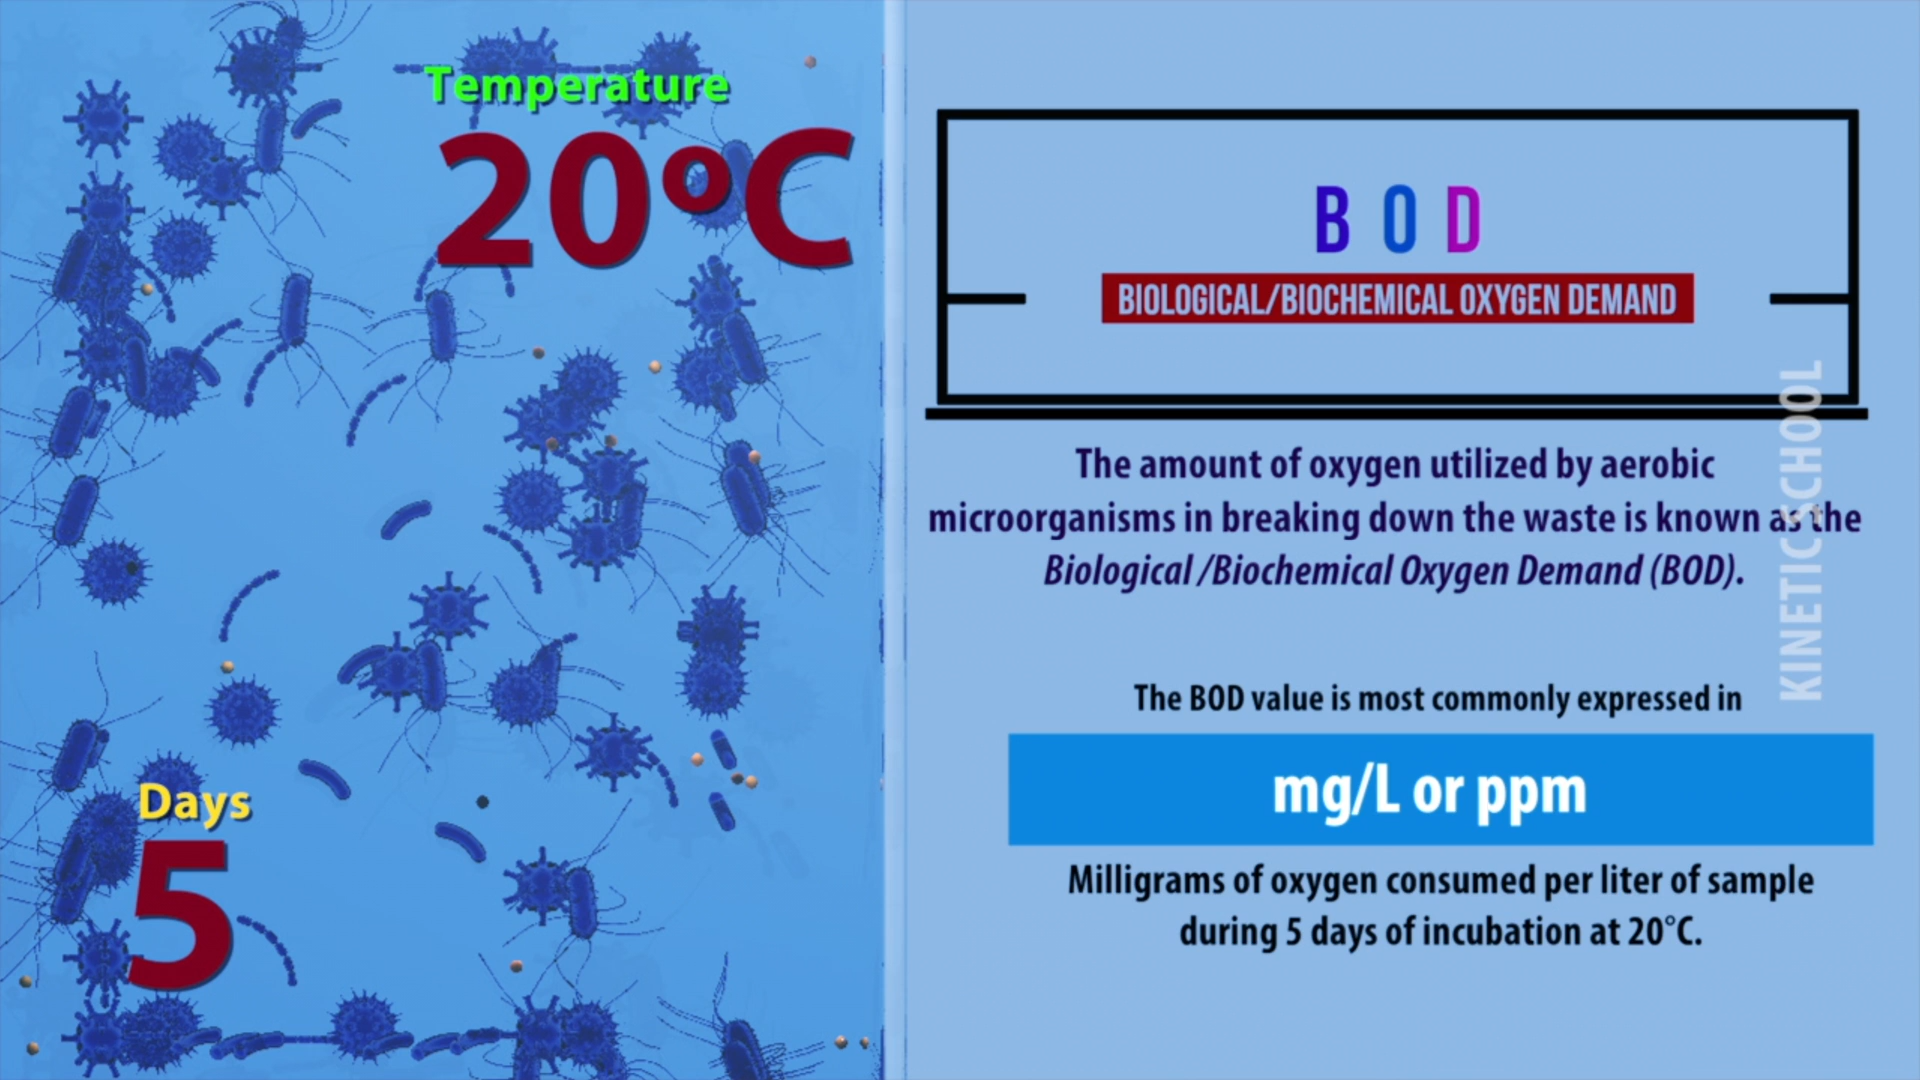 Temperature
20ºC
Days
5
B O D
BIOLOGICAL/BIOCHEMICAL OXYGEN DEMAND
The amount of oxygen utilized by aerobic
microorganisms in breaking down the waste is known as the
Biological /Biochemical Oxygen Demand (BOD).
The BOD value is most commonly expressed in
mg/L or ppm
Milligrams of oxygen consumed per liter of sample
during 5 days of incubation at 20°C.
KINETIC SCHOOL